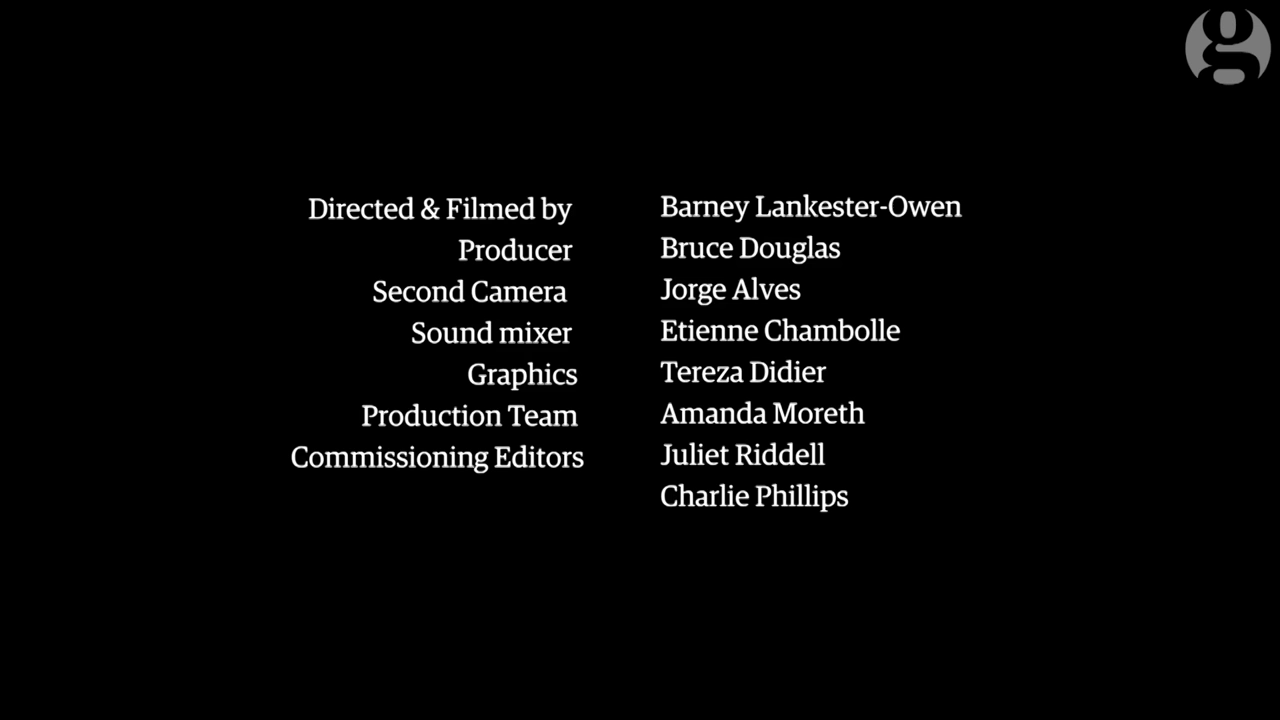 Directed & Filmed by Barney Lankester-Owen
Producer Bruce Douglas
Second Camera Jorge Alves
Sound mixer Etienne Chambolle
Graphics Tereza Didier
Production Team Amanda Moreth
Commissioning Editors Juliet Riddell
Charlie Phillips
g